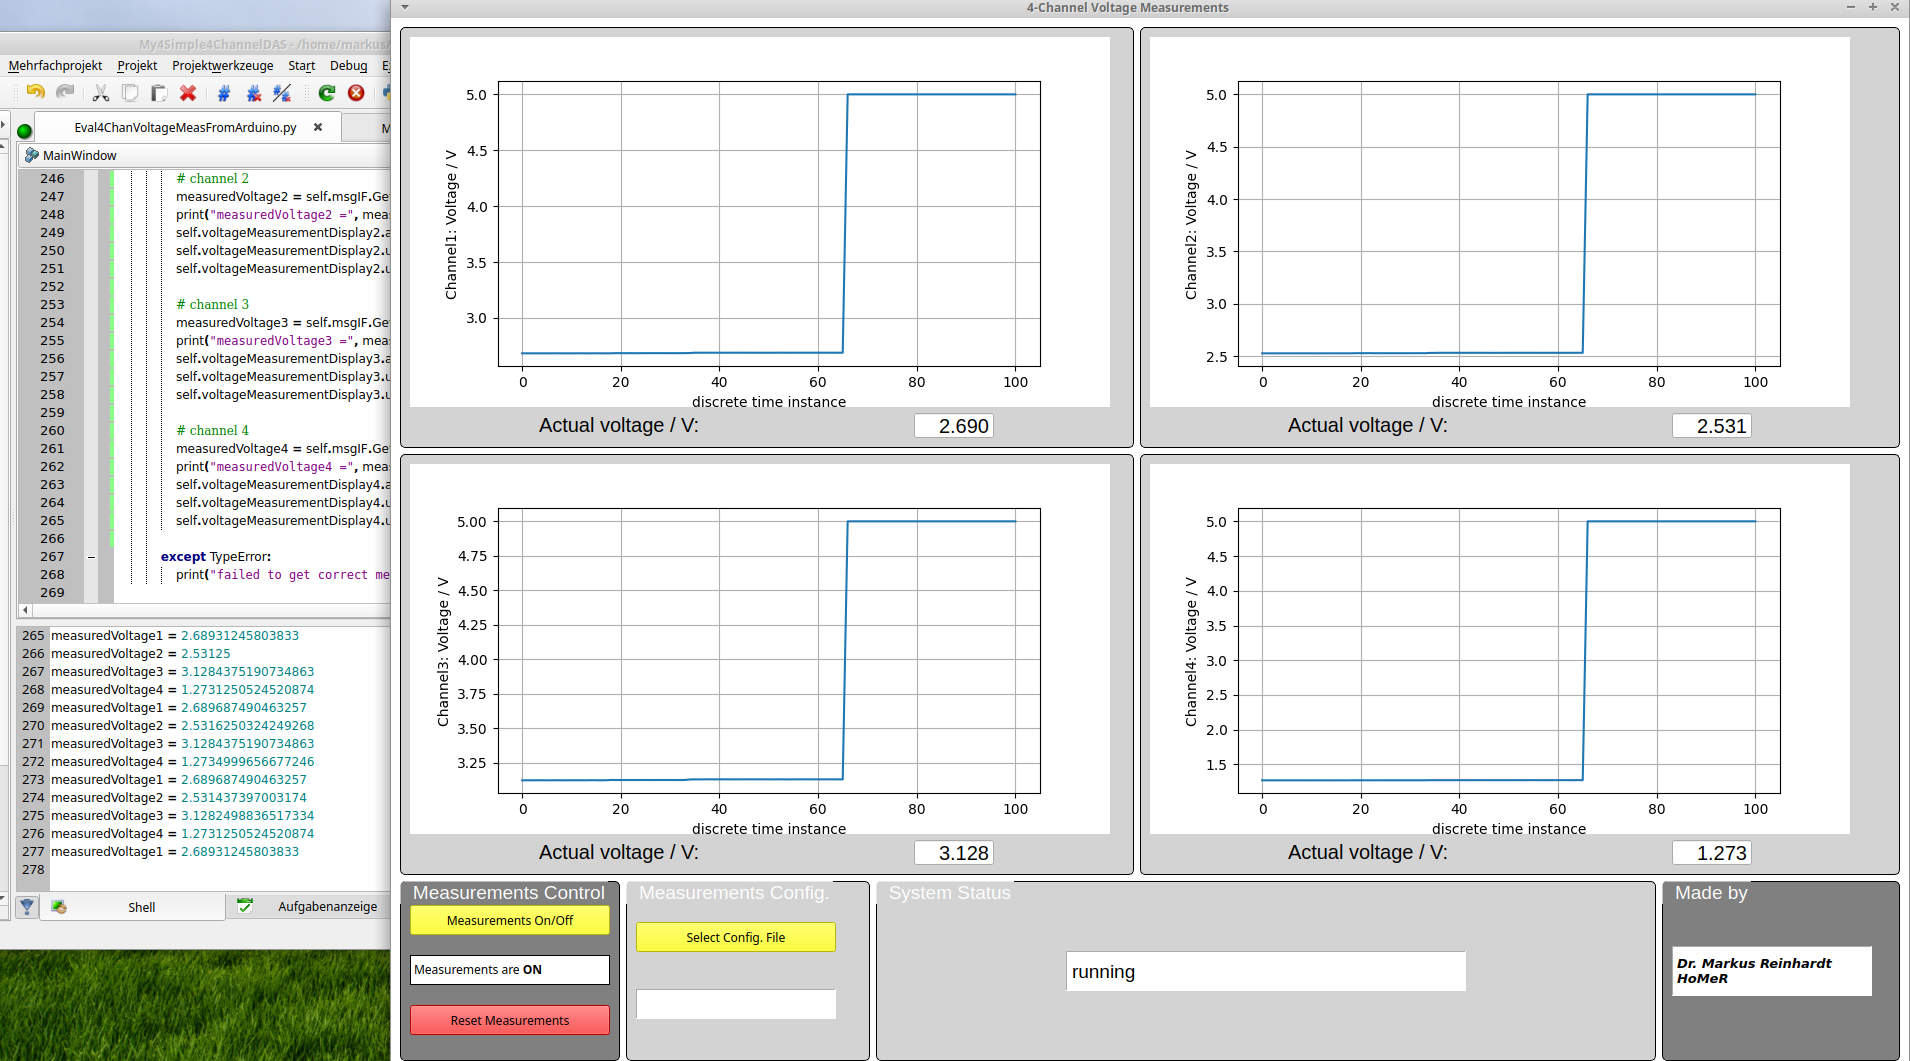 4-Channel Voltage Measurements
My4Simple4ChannelDAS - /home/markus/
Mehrfachprojekt Projekt Projektwerkzeuge Start Debug
Eval4ChanVoltageMeasFromArduino.py
MainWindow
246 # channel 2
247 measuredVoltage2 = self.msgIF.Ge
248 print("measuredVoltage2 =", mea
249 self.voltageMeasurementDisplay2.
250 self.voltageMeasurementDisplay2.
251 self.voltageMeasurementDisplay2.
252
253 # channel 3
254 measuredVoltage3 = self.msgIF.Ge
255 print("measuredVoltage3 =", mea
256 self.voltageMeasurementDisplay3.
257 self.voltageMeasurementDisplay3.
258 self.voltageMeasurementDisplay3.
259
260 # channel 4
261 measuredVoltage4 = self.msgIF.Ge
262 print("measuredVoltage4 =", mea
263 self.voltageMeasurementDisplay4.
264 self.voltageMeasurementDisplay4.
265 self.voltageMeasurementDisplay4.
266
267 except TypeError:
268 print("failed to get correct me
269
265 measuredVoltage1 = 2.68931245803833
266 measuredVoltage2 = 2.53125
267 measuredVoltage3 = 3.1284375190734863
268 measuredVoltage4 = 1.2731250524520874
269 measuredVoltage1 = 2.689687490463257
270 measuredVoltage2 = 2.5316250324249268
271 measuredVoltage3 = 3.1284375190734863
272 measuredVoltage4 = 1.2734999656677246
273 measuredVoltage1 = 2.689687490463257
274 measuredVoltage2 = 2.531437397003174
275 measuredVoltage3 = 3.1282498836517334
276 measuredVoltage4 = 1.2731250524520874
277 measuredVoltage1 = 2.68931245803833
278
Shell Aufgabenanzeige
Channel1: Voltage / V
5.0
4.5
4.0
3.5
3.0
0 20 40 60 80 100
discrete time instance
Actual voltage / V: 2.690
Channel2: Voltage / V
5.0
4.5
4.0
3.5
3.0
2.5
0 20 40 60 80 100
discrete time instance
Actual voltage / V: 2.531
Channel3: Voltage / V
5.00
4.75
4.50
4.25
4.00
3.75
3.50
3.25
0 20 40 60 80 100
discrete time instance
Actual voltage / V: 3.128
Channel4: Voltage / V
5.0
4.5
4.0
3.5
3.0
2.5
2.0
1.5
0 20 40 60 80 100
discrete time instance
Actual voltage / V: 1.273
Measurements Control
Measurements On/Off
Measurements are ON
Reset Measurements
Measurements Config.
Select Config. File
System Status
running
Made by
Dr. Markus Reinhardt
HoMeR